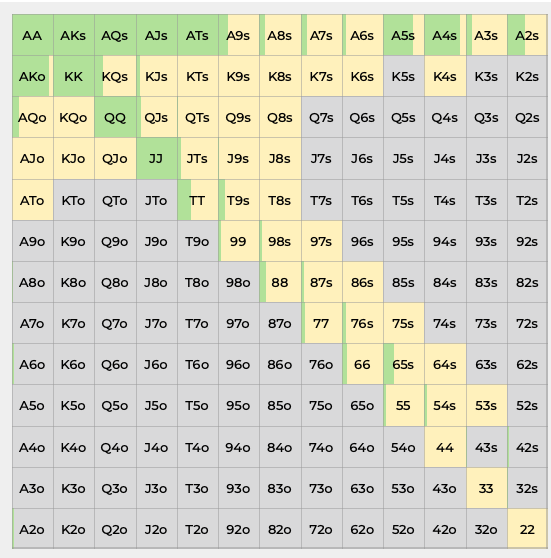 AA AKs AQs AJs ATs A9s A8s A7s A6s A5s A4s A3s A2s
AKo KK KQs KJs KTs K9s K8s K7s K6s K5s K4s K3s K2s
AQo KQo QQ QJs QTs Q9s Q8s Q7s Q6s Q5s Q4s Q3s Q2s
AJo KJo QJo JJ JTs J9s J8s J7s J6s J5s J4s J3s J2s
ATo KTo QTo JTo TT T9s T8s T7s T6s T5s T4s T3s T2s
A9o K9o Q9o J9o T9o 99 98s 97s 96s 95s 94s 93s 92s
A8o K8o Q8o J8o T8o 98o 88 87s 86s 85s 84s 83s 82s
A7o K7o Q7o J7o T7o 97o 87o 77 76s 75s 74s 73s 72s
A6o K6o Q6o J6o T6o 96o 86o 76o 66 65s 64s 63s 62s
A5o K5o Q5o J5o T5o 95o 85o 75o 65o 55 54s 53s 52s
A4o K4o Q4o J4o T4o 94o 84o 74o 64o 54o 44 43s 42s
A3o K3o Q3o J3o T3o 93o 83o 73o 63o 53o 43o 33 32s
A2o K2o Q2o J2o T2o 92o 82o 72o 62o 52o 42o 32o 22